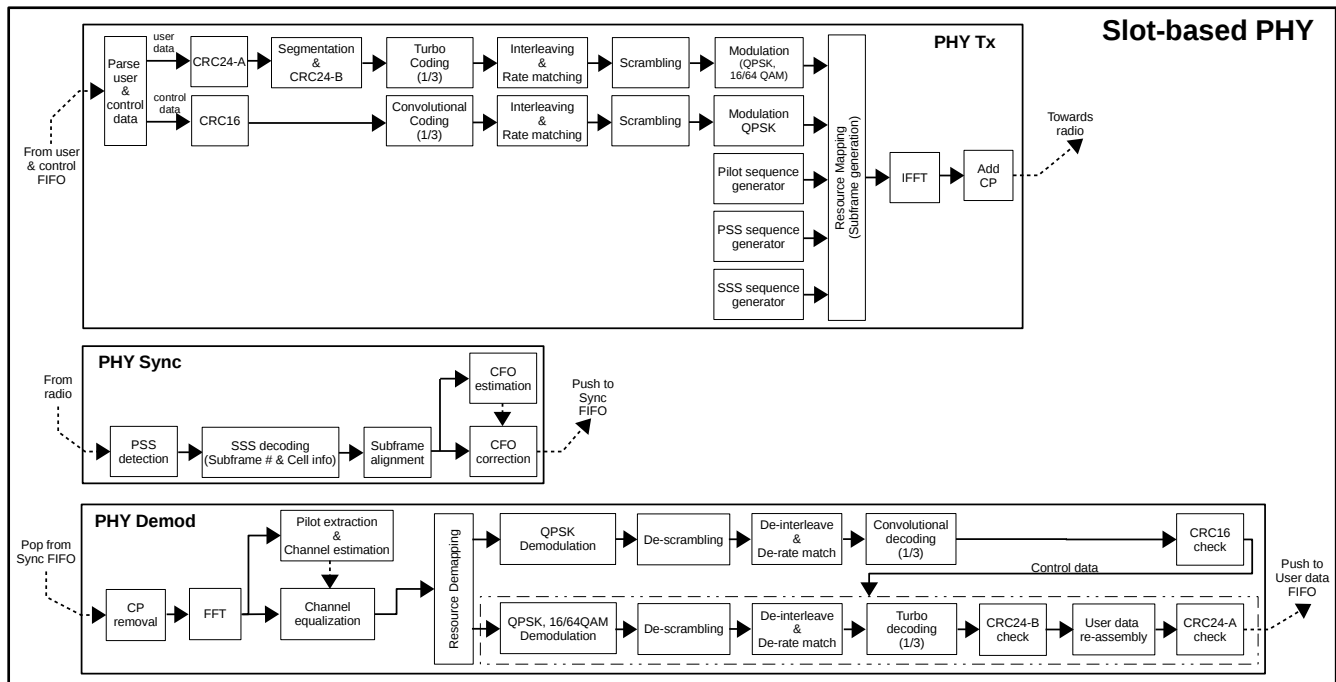 Slot-based PHY
PHY Tx
From user
& control
FIFO
Parse
user
&
control
data
user
data
CRC24-A
Segmentation
&
CRC24-B
Turbo
Coding
(1/3)
Interleaving
&
Rate matching
Scrambling
Modulation
(QPSK,
16/64 QAM)
control
data
CRC16
Convolutional
Coding
(1/3)
Interleaving
&
Rate matching
Scrambling
Modulation
QPSK
Pilot sequence
generator
PSS sequence
generator
SSS sequence
generator
Resource Mapping
(Subframe generation)
IFFT
Add
CP
Towards
radio
PHY Sync
From
radio
PSS
detection
SSS decoding
(Subframe # & Cell info)
Subframe
alignment
CFO
estimation
CFO
correction
Push to
Sync
FIFO
PHY Demod
Pop from
Sync FIFO
CP
removal
FFT
Pilot extraction
&
Channel estimation
Channel
equalization
Resource Demapping
QPSK
Demodulation
De-scrambling
De-interleave
&
De-rate match
Convolutional
decoding
(1/3)
CRC16
check
Control data
QPSK, 16/64QAM
Demodulation
De-scrambling
De-interleave
&
De-rate match
Turbo
decoding
(1/3)
CRC24-B
check
User data
re-assembly
CRC24-A
check
Push to
User data
FIFO